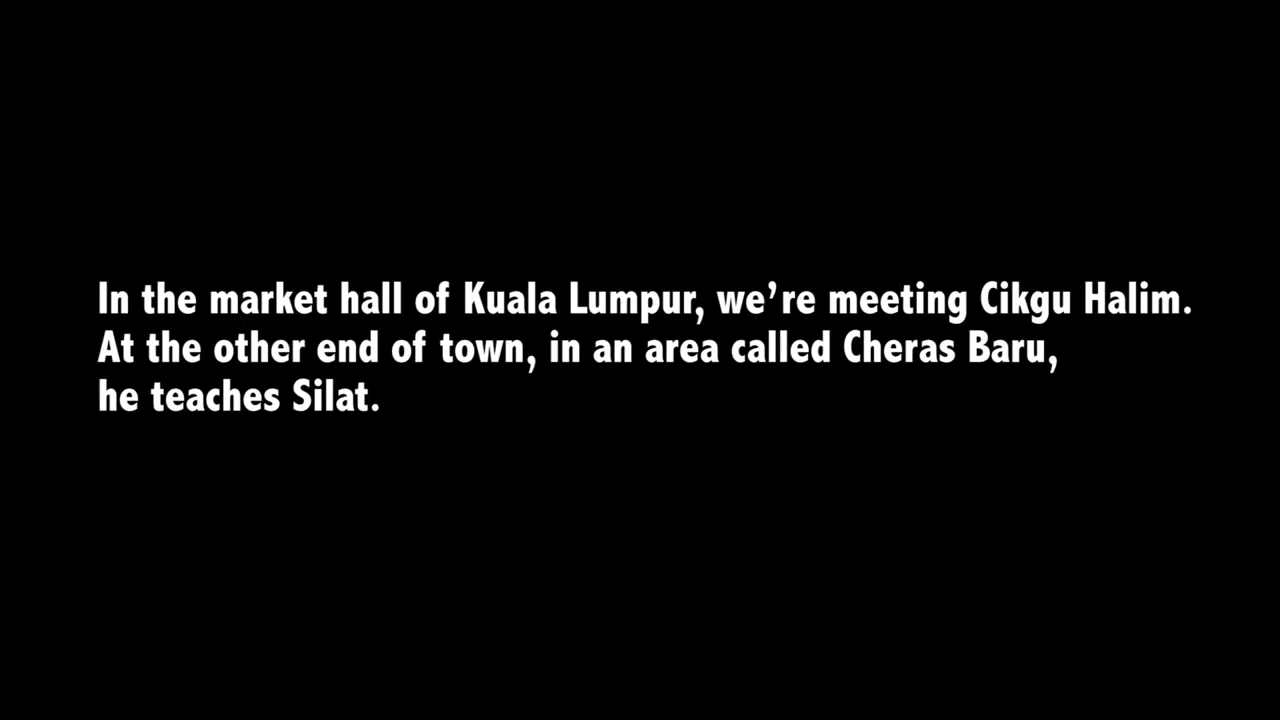 In the market hall of Kuala Lumpur, we’re meeting Cikgu Halim.
At the other end of town, in an area called Cheras Baru,
he teaches Silat.